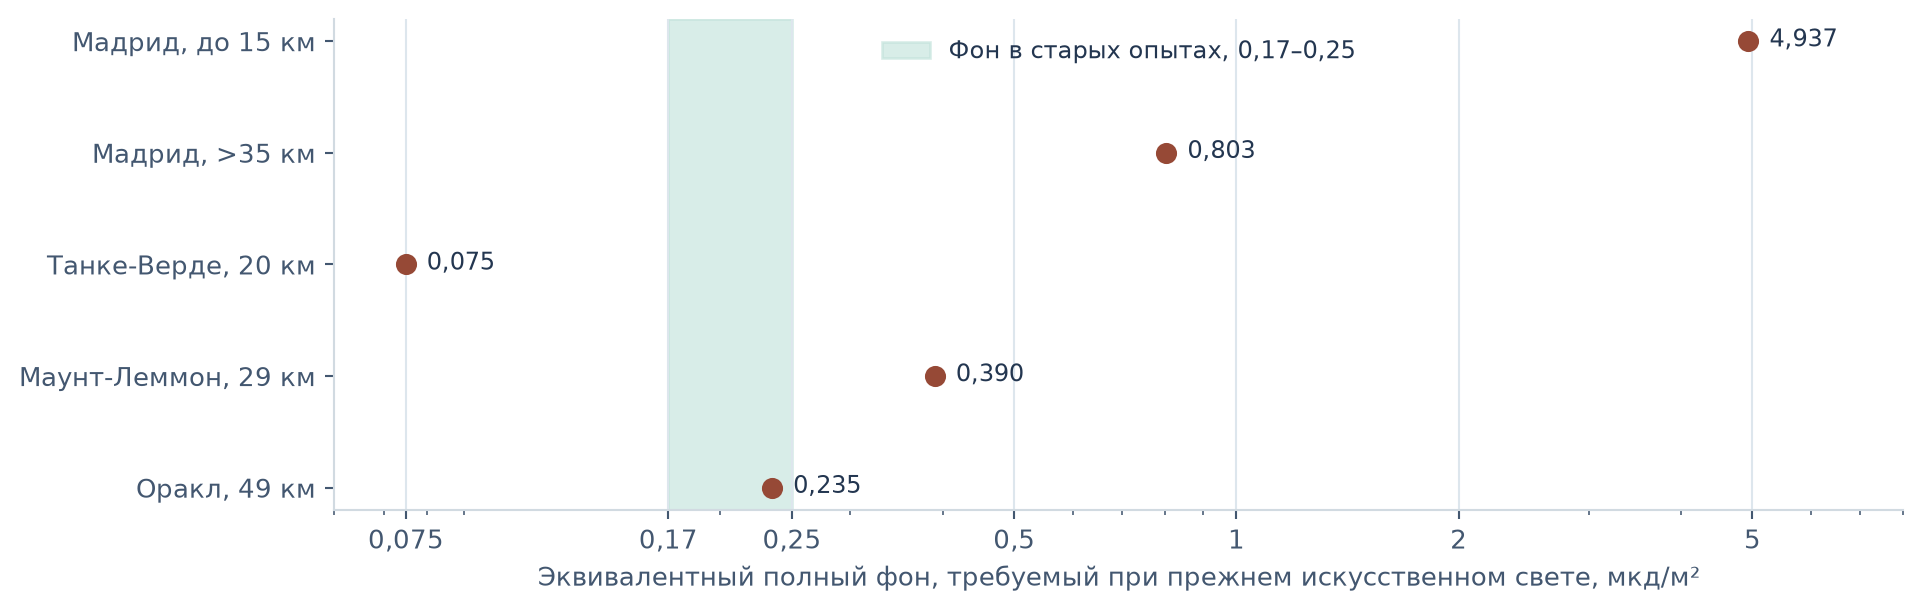 Мадрид, до 15 км
4,937
Фон в старых опытах, 0,17–0,25
Мадрид, >35 км
0,803
Танке-Верде, 20 км
0,075
Маунт-Леммон, 29 км
0,390
Оракл, 49 км
0,235
0,075 0,17 0,25 0,5 1 2 5
Эквивалентный полный фон, требуемый при прежнем искусственном свете, мкд/м²